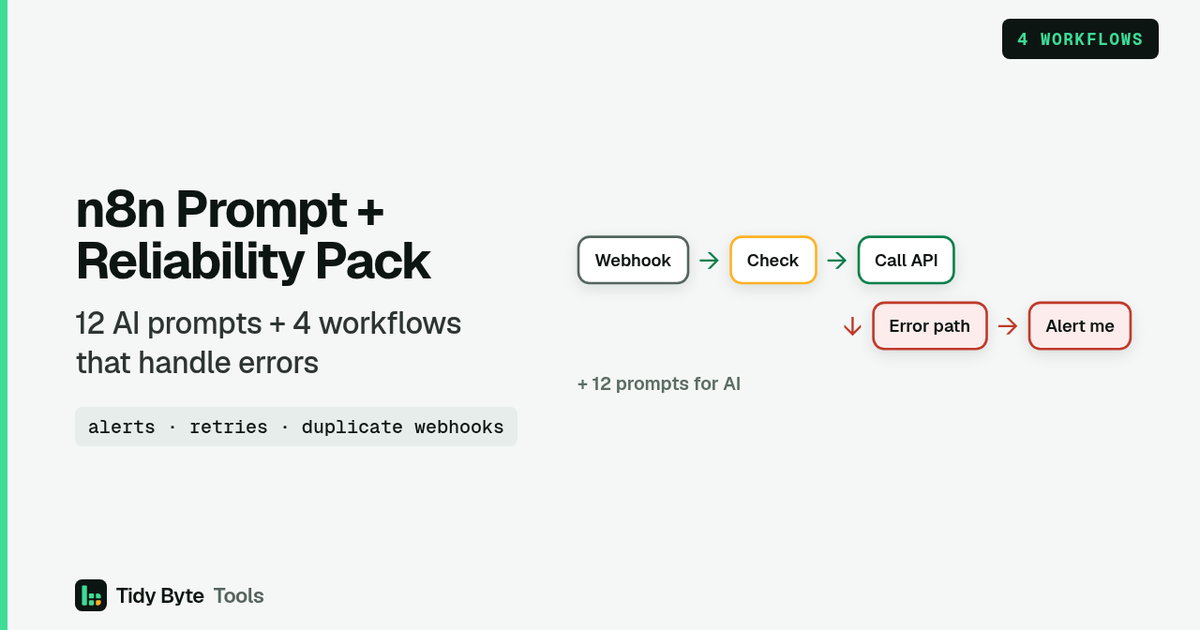 4 WORKFLOWS
n8n Prompt +
Reliability Pack
12 AI prompts + 4 workflows
that handle errors
alerts · retries · duplicate webhooks
Webhook → Check → Call API
↓ Error path → Alert me
+ 12 prompts for AI
Tidy Byte Tools